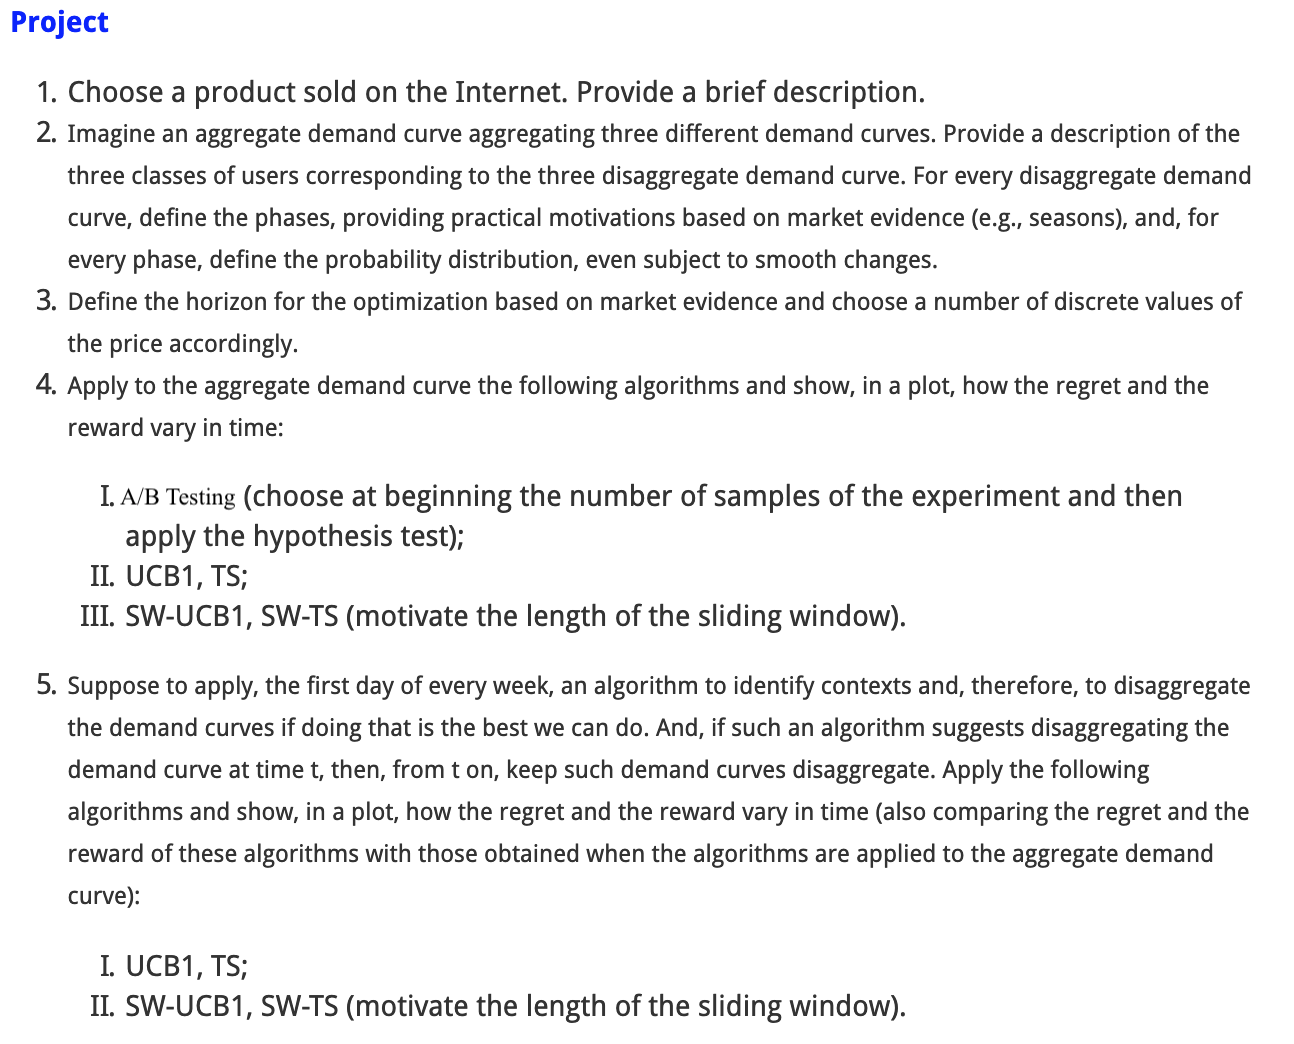 Project
1. Choose a product sold on the Internet. Provide a brief description.
2. Imagine an aggregate demand curve aggregating three different demand curves. Provide a description of the
three classes of users corresponding to the three disaggregate demand curve. For every disaggregate demand
curve, define the phases, providing practical motivations based on market evidence (e.g., seasons), and, for
every phase, define the probability distribution, even subject to smooth changes.
3. Define the horizon for the optimization based on market evidence and choose a number of discrete values of
the price accordingly.
4. Apply to the aggregate demand curve the following algorithms and show, in a plot, how the regret and the
reward vary in time:
I. A/B Testing (choose at beginning the number of samples of the experiment and then
apply the hypothesis test);
II. UCB1, TS;
III. SW-UCB1, SW-TS (motivate the length of the sliding window).
5. Suppose to apply, the first day of every week, an algorithm to identify contexts and, therefore, to disaggregate
the demand curves if doing that is the best we can do. And, if such an algorithm suggests disaggregating the
demand curve at time t, then, from t on, keep such demand curves disaggregate. Apply the following
algorithms and show, in a plot, how the regret and the reward vary in time (also comparing the regret and the
reward of these algorithms with those obtained when the algorithms are applied to the aggregate demand
curve):
I. UCB1, TS;
II. SW-UCB1, SW-TS (motivate the length of the sliding window).